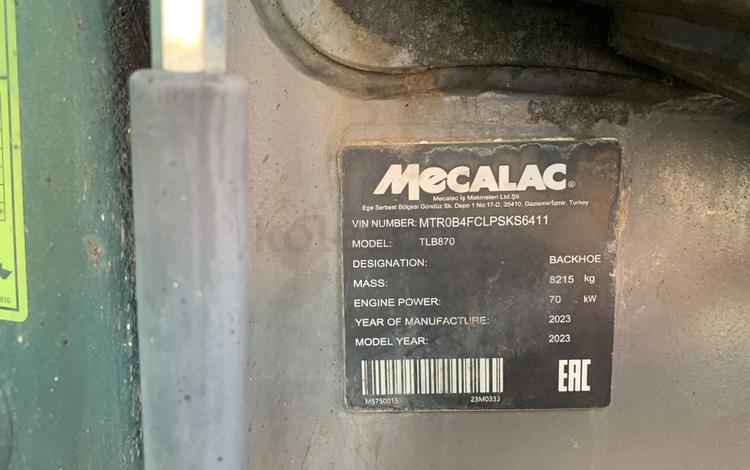 MECALAC®
Mecalac İş Makineleri Ltd.Şti.
Ege Serbest Bölgesi Gündüz Sk. Depo 1 No:17-D, 35410, Gaziemir/İzmir, Turkey
VIN NUMBER: MTR0B4FCLPSKS6411
MODEL: TLB870
DESIGNATION: BACKHOE
MASS: 8215 kg
ENGINE POWER: 70 kW
YEAR OF MANUFACTURE: 2023
MODEL YEAR: 2023
M5750015 23M0333
EAC
810